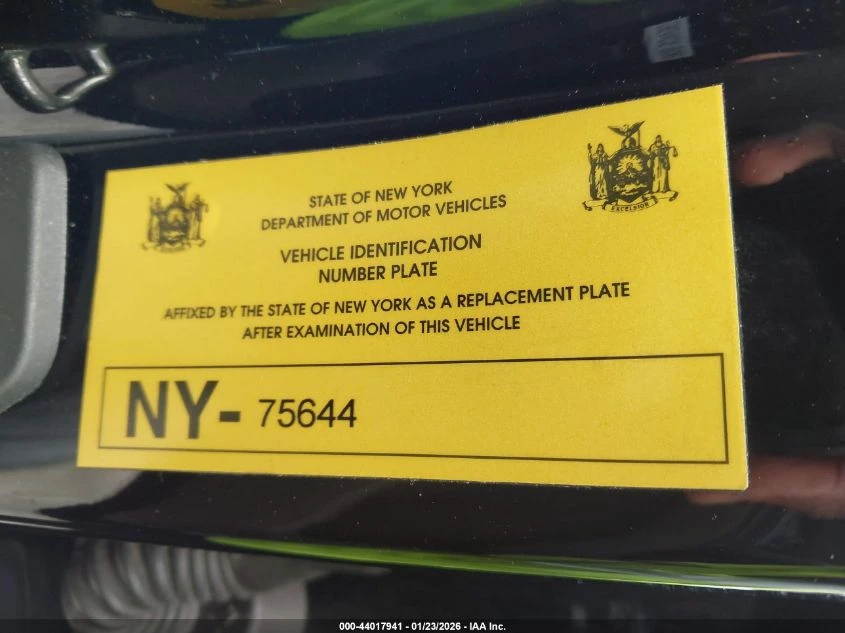 STATE OF NEW YORK
DEPARTMENT OF MOTOR VEHICLES
VEHICLE IDENTIFICATION
NUMBER PLATE
EXCELSIOR
AFFIXED BY THE STATE OF NEW YORK AS A REPLACEMENT PLATE
AFTER EXAMINATION OF THIS VEHICLE
NY- 75644
000-44017941 - 01/23/2026 - IAA Inc.